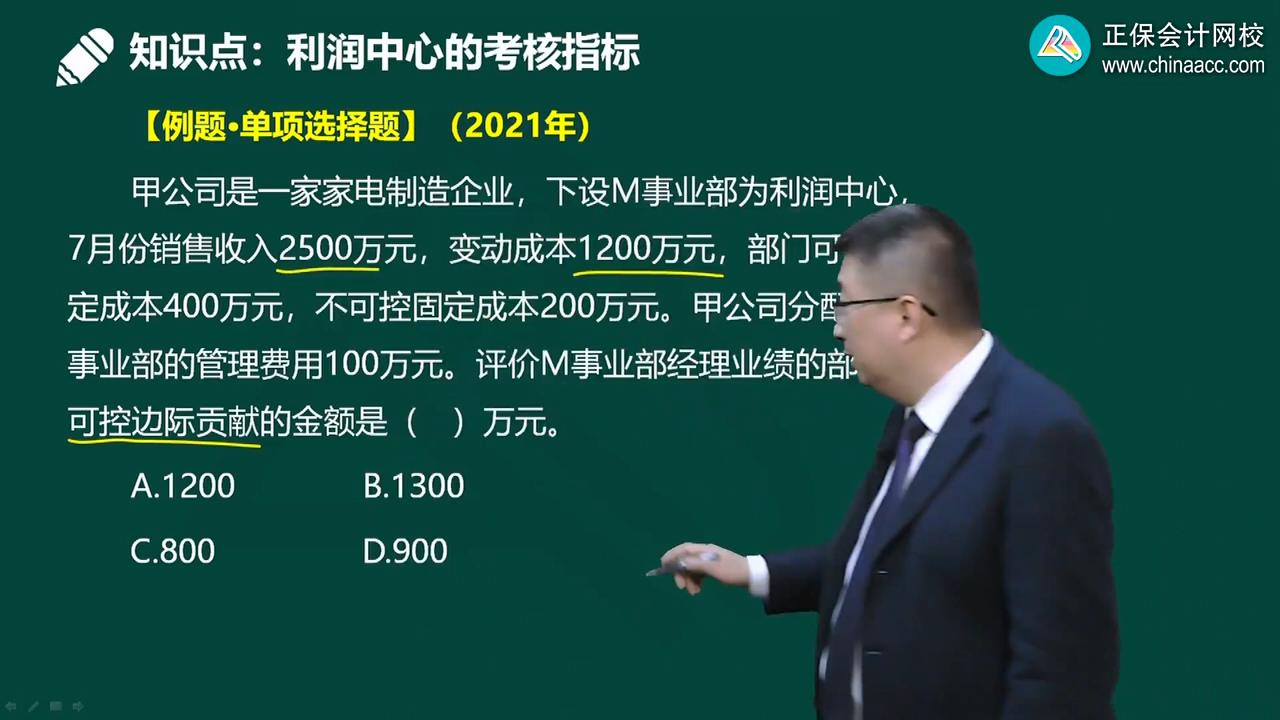 知识点：利润中心的考核指标
正保会计网校
www.chinaacc.com
【例题•单项选择题】（2021年）
甲公司是一家家电制造企业，下设M事业部为利润中心，
7月份销售收入2500万元，变动成本1200万元，部门可
定成本400万元，不可控固定成本200万元。甲公司分配
事业部的管理费用100万元。评价M事业部经理业绩的部
可控边际贡献的金额是（ ）万元。
A.1200 B.1300
C.800 D.900